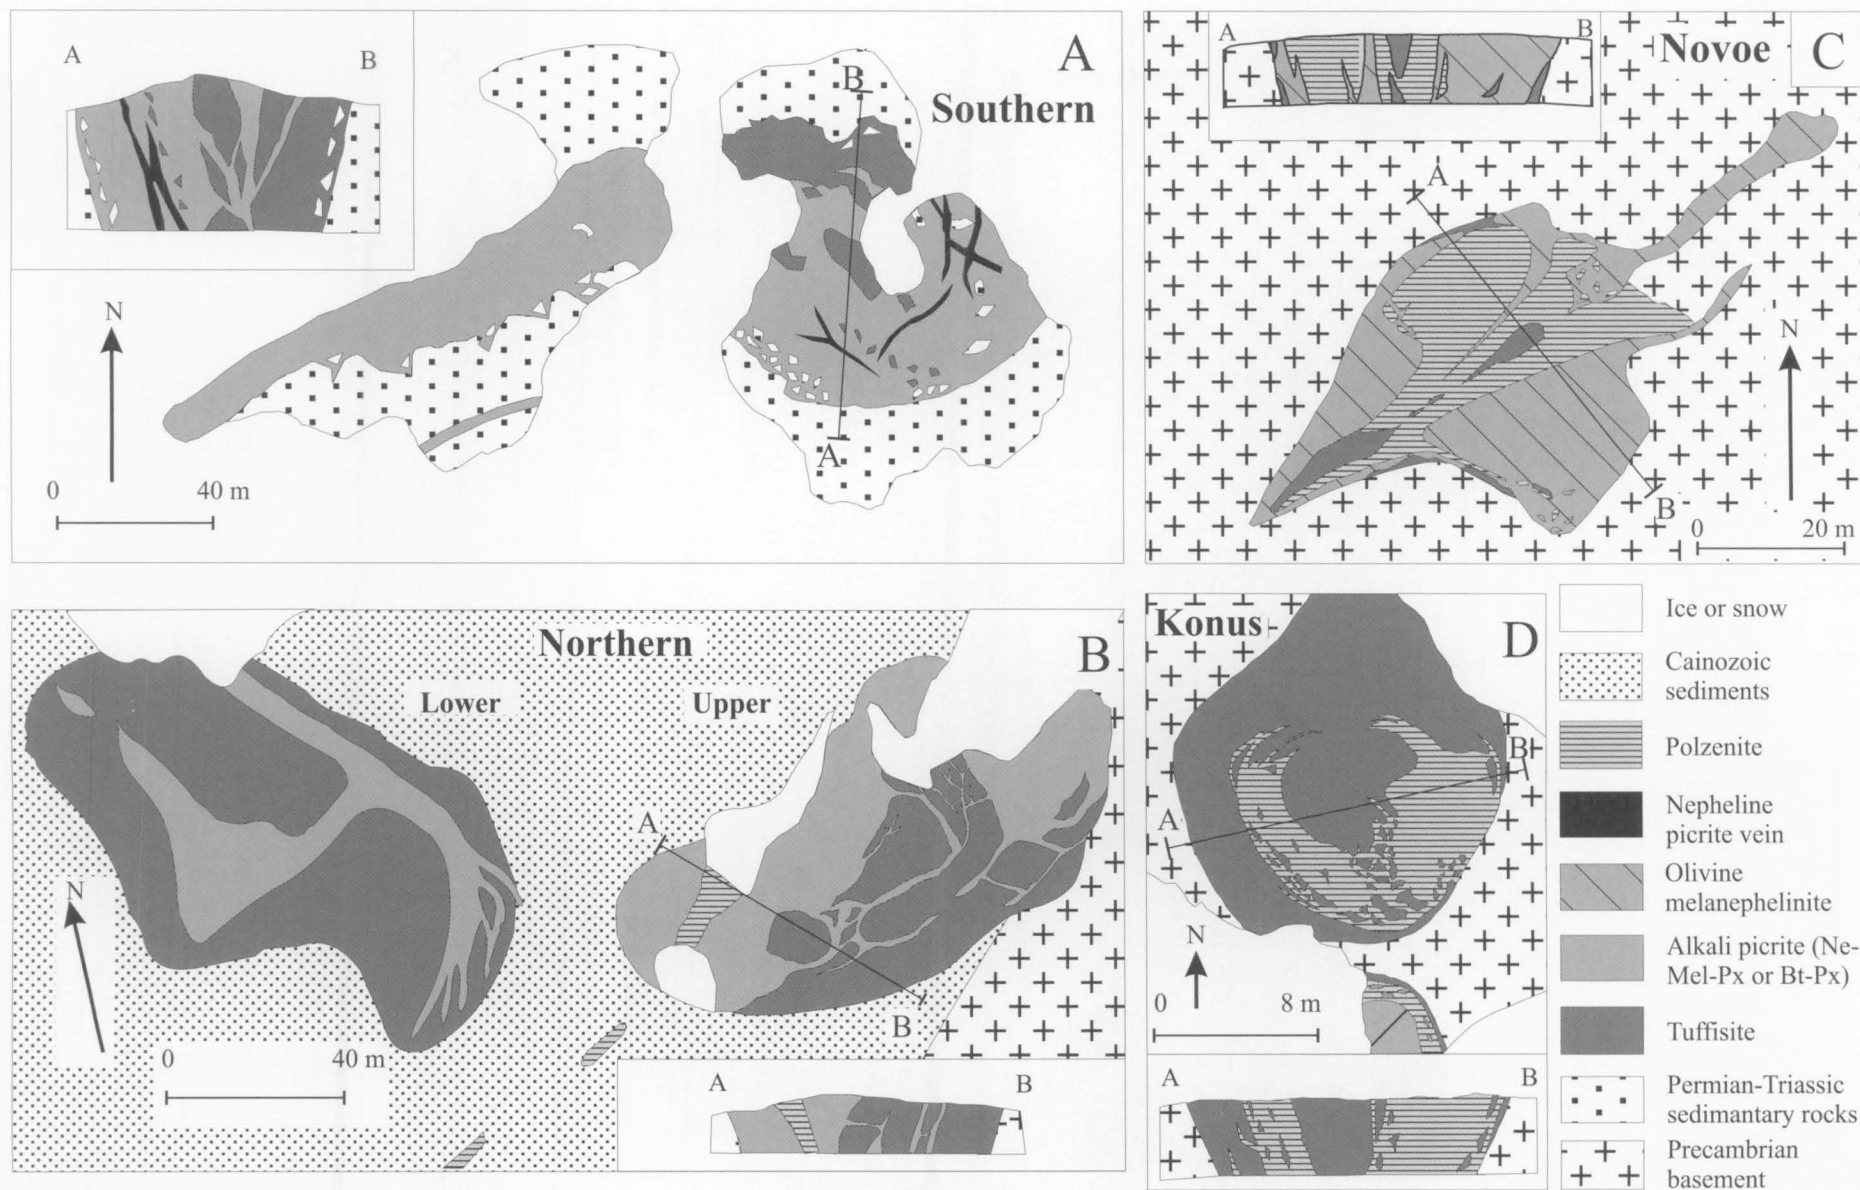 A
B
A
Southern
N
0 40 m
B
A
A
B
Novoe
C
A
N
B
0 20 m
Northern
B
Lower
Upper
N
A
B
0 40 m
A
B
Konus
D
B
A
N
0 8 m
A
B
Ice or snow
Cainozoic
sediments
Polzenite
Nepheline
picrite vein
Olivine
melanephelinite
Alkali picrite (Ne-
Mel-Px or Bt-Px)
Tuffisite
Permian-Triassic
sedimantary rocks
Precambrian
basement